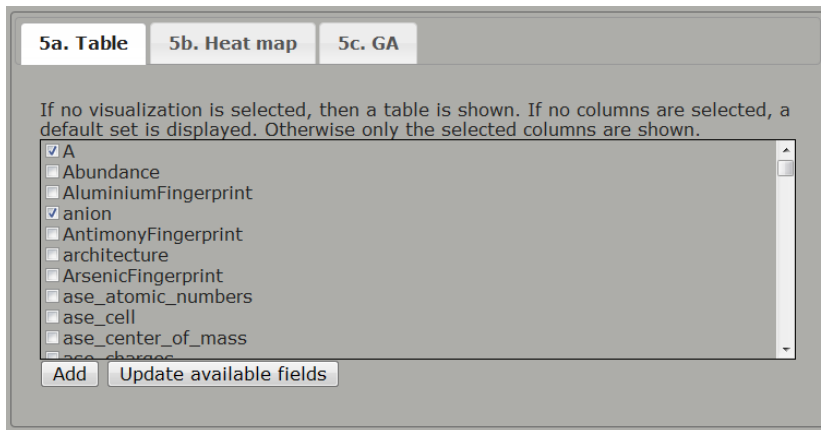 5a. Table 5b. Heat map 5c. GA
If no visualization is selected, then a table is shown. If no columns are selected, a
default set is displayed. Otherwise only the selected columns are shown.
A
Abundance
AluminiumFingerprint
anion
AntimonyFingerprint
architecture
ArsenicFingerprint
ase_atomic_numbers
ase_cell
ase_center_of_mass
ase_charges
Add Update available fields